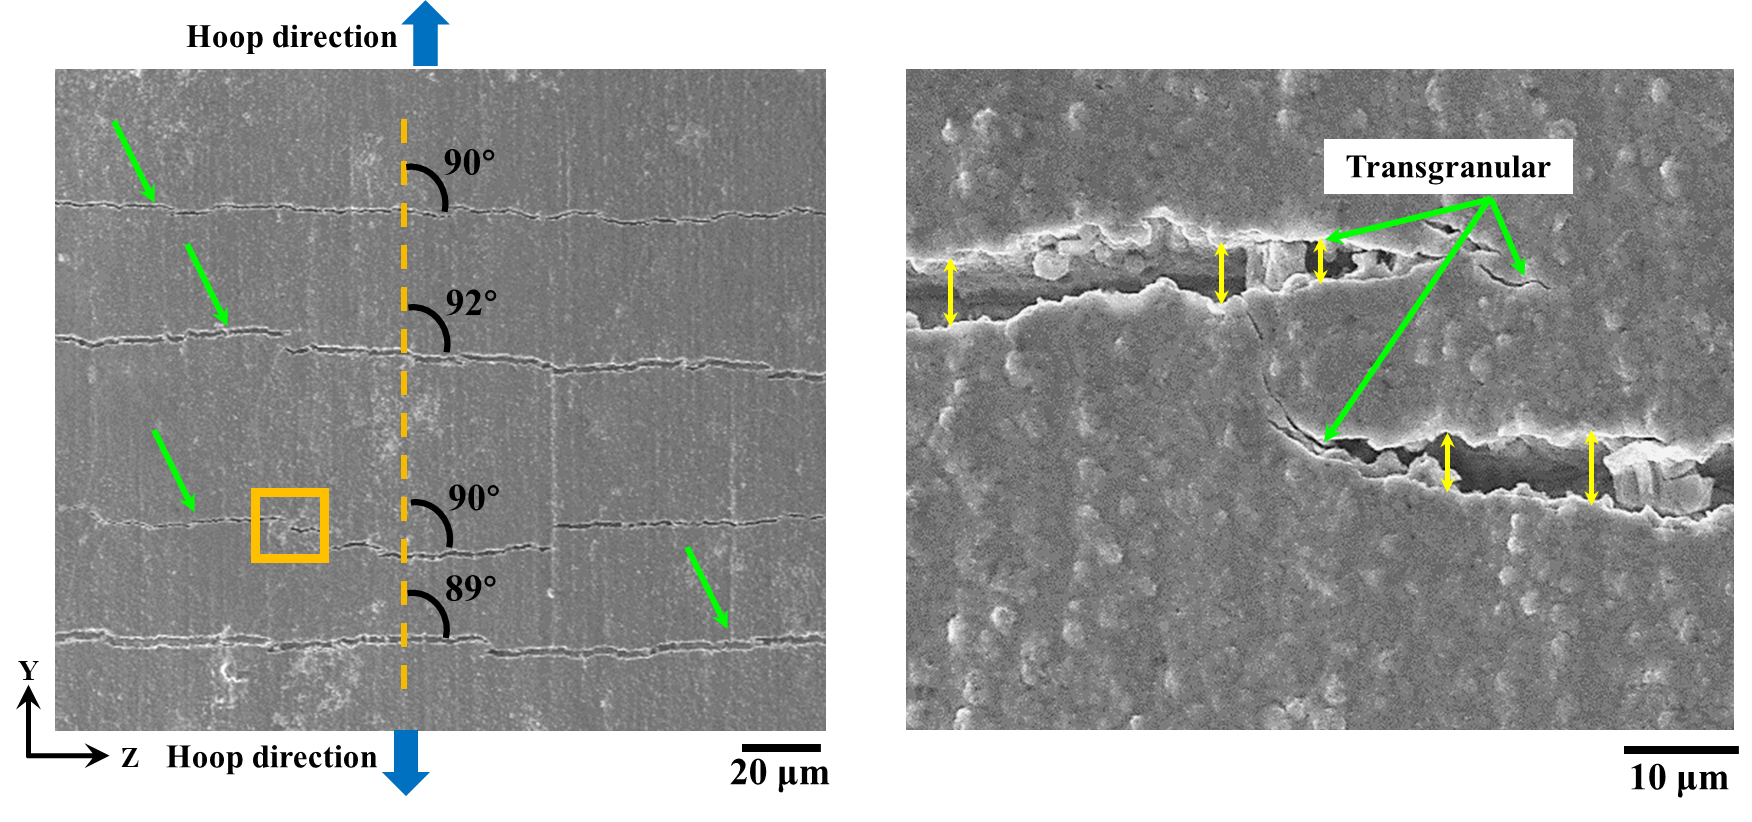 Hoop direction
90°
92°
90°
89°
Y
Z
Hoop direction
20 μm
Transgranular
10 μm